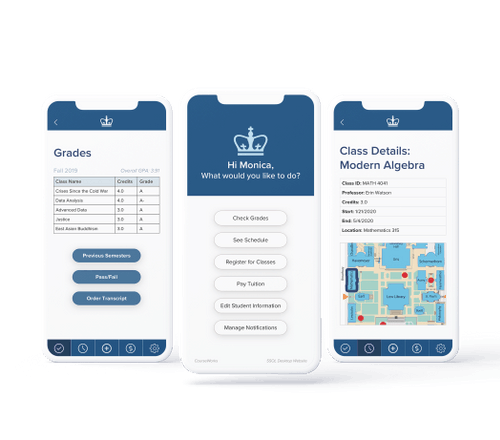 Grades
Fall 2019
Overall GPA: 3.91
Class Name Credits Grade
Crises Since the Cold War 4.0 A
Data Analysis 4.0 A-
Advanced Data 3.0 A
Justice 3.0 A
East Asian Buddhism 3.0 A
Previous Semesters
Pass/Fail
Order Transcript
Hi Monica,
What would you like to do?
Check Grades
See Schedule
Register for Classes
Pay Tuition
Edit Student Information
Manage Notifications
CourseWorks
SSOL Desktop Version
Class Details:
Modern Algebra
Class ID: MATH 4041
Professor: Erin Watson
Credits: 3.0
Start: 1/21/2020
End: 5/4/2020
Location: Mathematics 315
Low Library